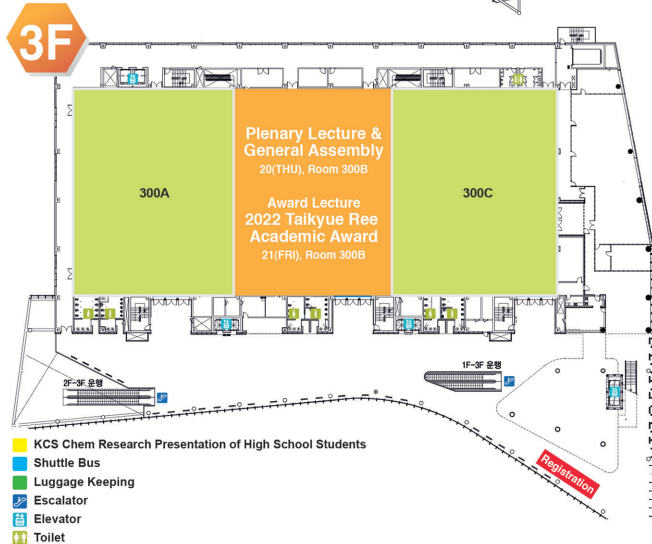 3F
Plenary Lecture &
General Assembly
20(THU), Room 300B
300A
300C
Award Lecture
2022 Taikyue Ree
Academic Award
21(FRI), Room 300B
2F-3F 운행
1F-3F 운행
Registration
KCS Chem Research Presentation of High School Students
Shuttle Bus
Luggage Keeping
Escalator
Elevator
Toilet